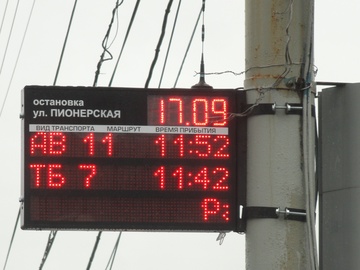 остановка
17.09
ул. ПИОНЕРСКАЯ
ВИД ТРАНСПОРТА МАРШРУТ ВРЕМЯ ПРИБЫТИЯ
АВ 11 11:52
ТБ 7 11:42
Р